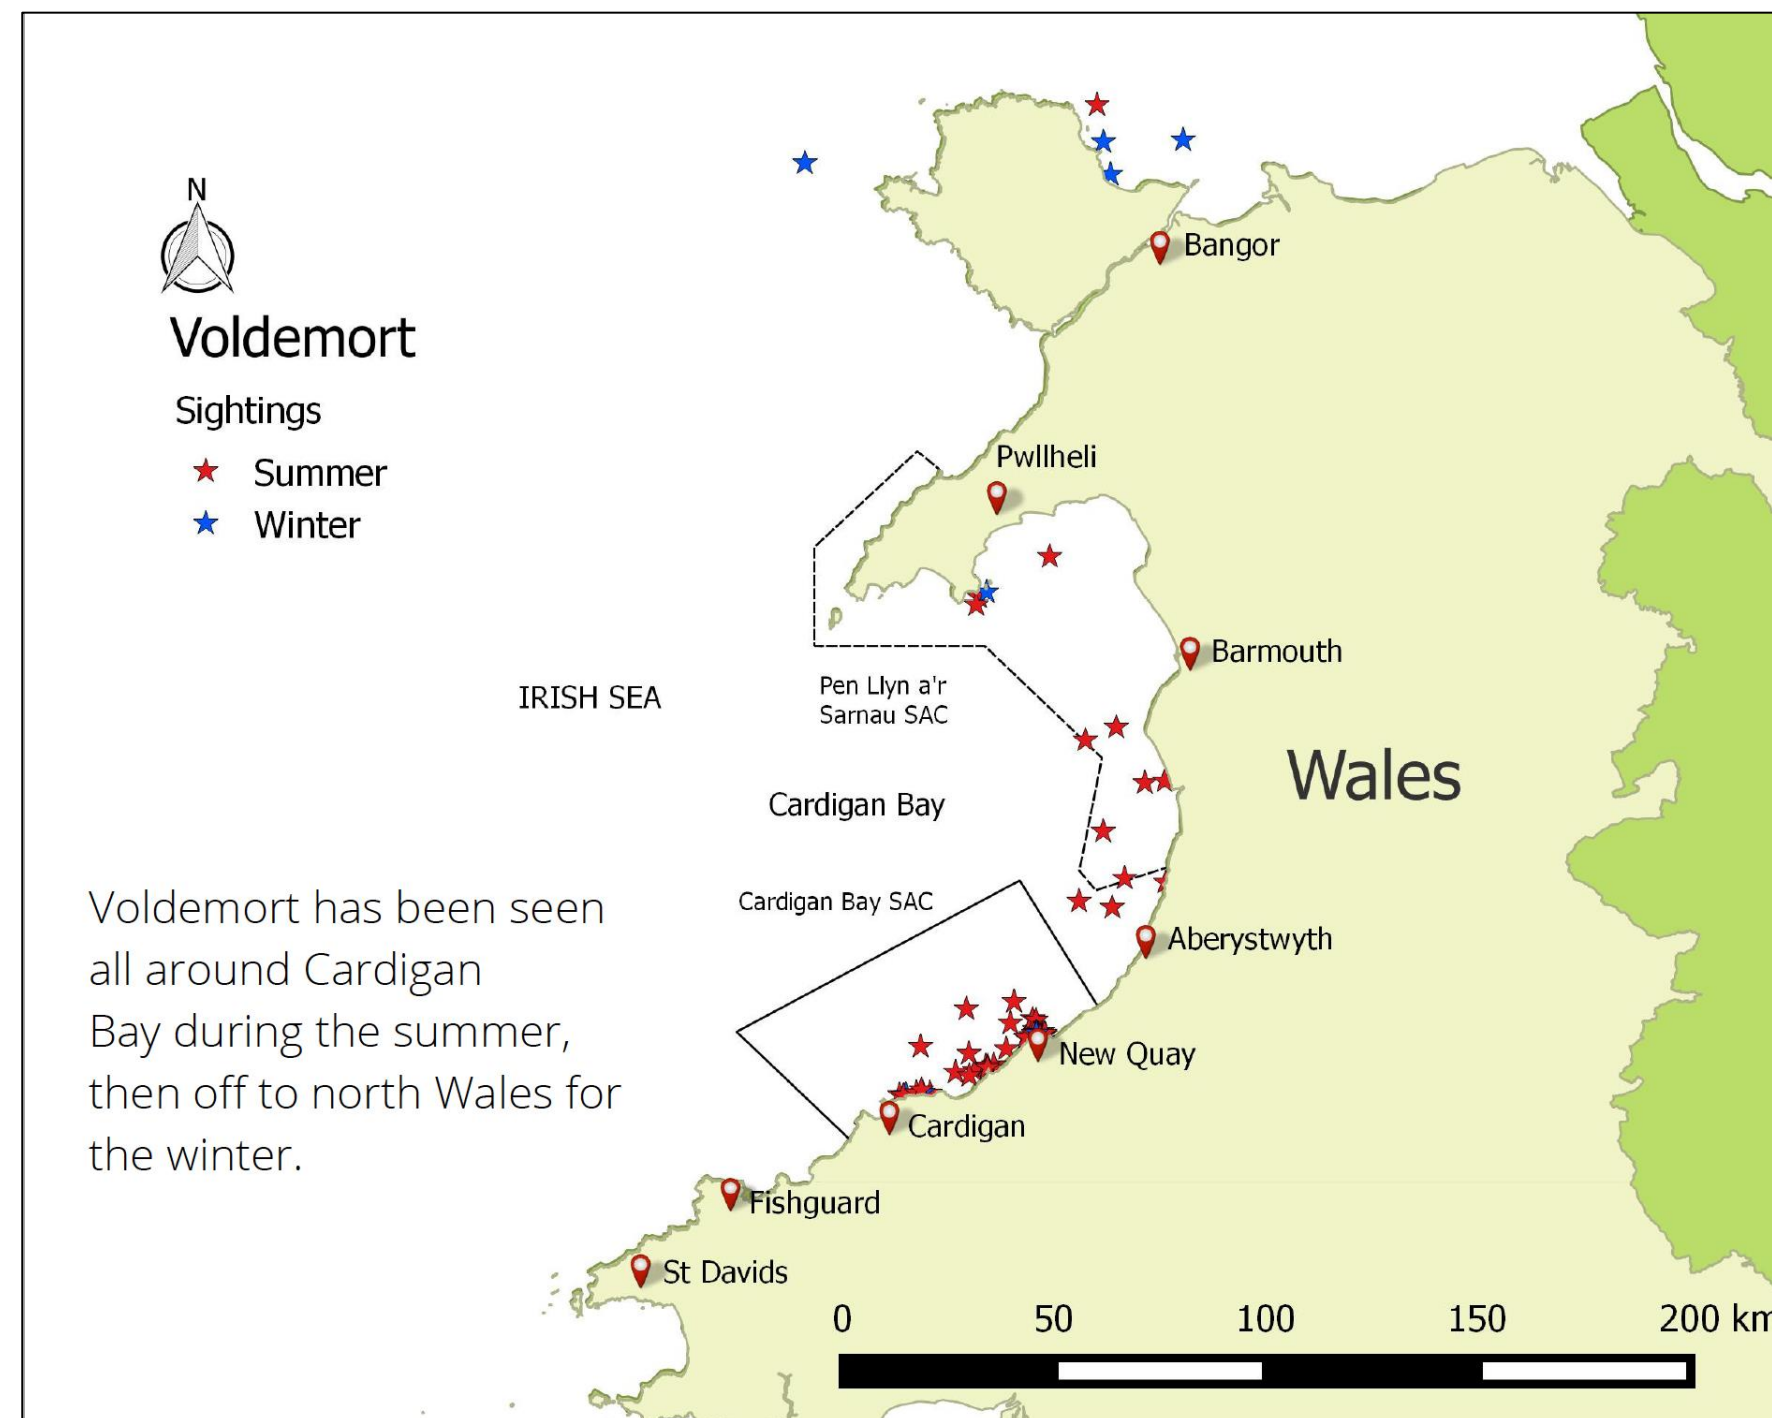 N
Voldemort
Sightings
Summer
Winter
Bangor
Pwllheli
Barmouth
Pen Llyn a'r
Sarnau SAC
IRISH SEA
Wales
Cardigan Bay
Cardigan Bay SAC
Aberystwyth
New Quay
Cardigan
Fishguard
St Davids
Voldemort has been seen
all around Cardigan
Bay during the summer,
then off to north Wales for
the winter.
0 50 100 150 200 km